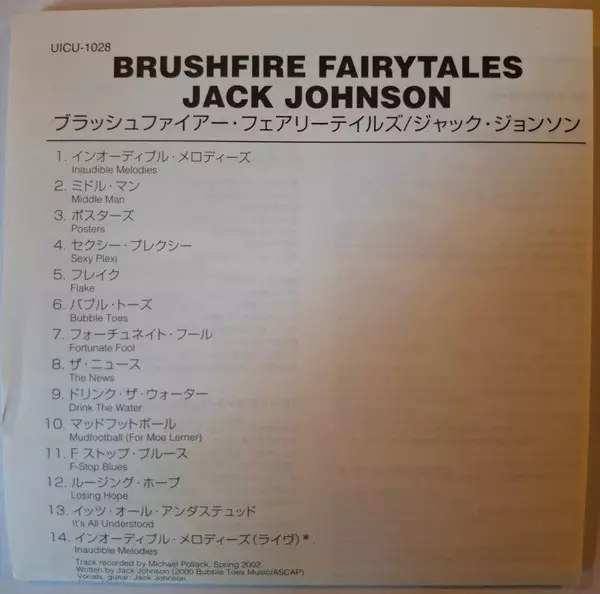 UICU-1028
BRUSHFIRE FAIRYTALES
JACK JOHNSON
ブラッシュファイアー・フェアリーテイルズ/ジャック・ジョンソン
1. インオーディブル・メロディーズ
Inaudible Melodies
2. ミドル・マン
Middle Man
3. ポスターズ
Posters
4. セクシー・プレクシー
Sexy Plexi
5. フレイク
Flake
6. バブル・トーズ
Bubble Toes
7. フォーチュネイト・フール
Fortunate Fool
8. ザ・ニュース
The News
9. ドリンク・ザ・ウォーター
Drink The Water
10. マッドフットボール
Mudfootball (For Moe Lerner)
11. F ストップ・ブルース
F-Stop Blues
12. ルージング・ホープ
Losing Hope
13. イッツ・オール・アンダステュッド
It's All Understood
14. インオーディブル・メロディーズ(ライヴ)*
Inaudible Melodies
Track recorded by Michael Pollack, Spring 2002
Written by Jack Johnson (2000 Bubble Toes Music/ASCAP)
Vocals, guitar: Jack Johnson